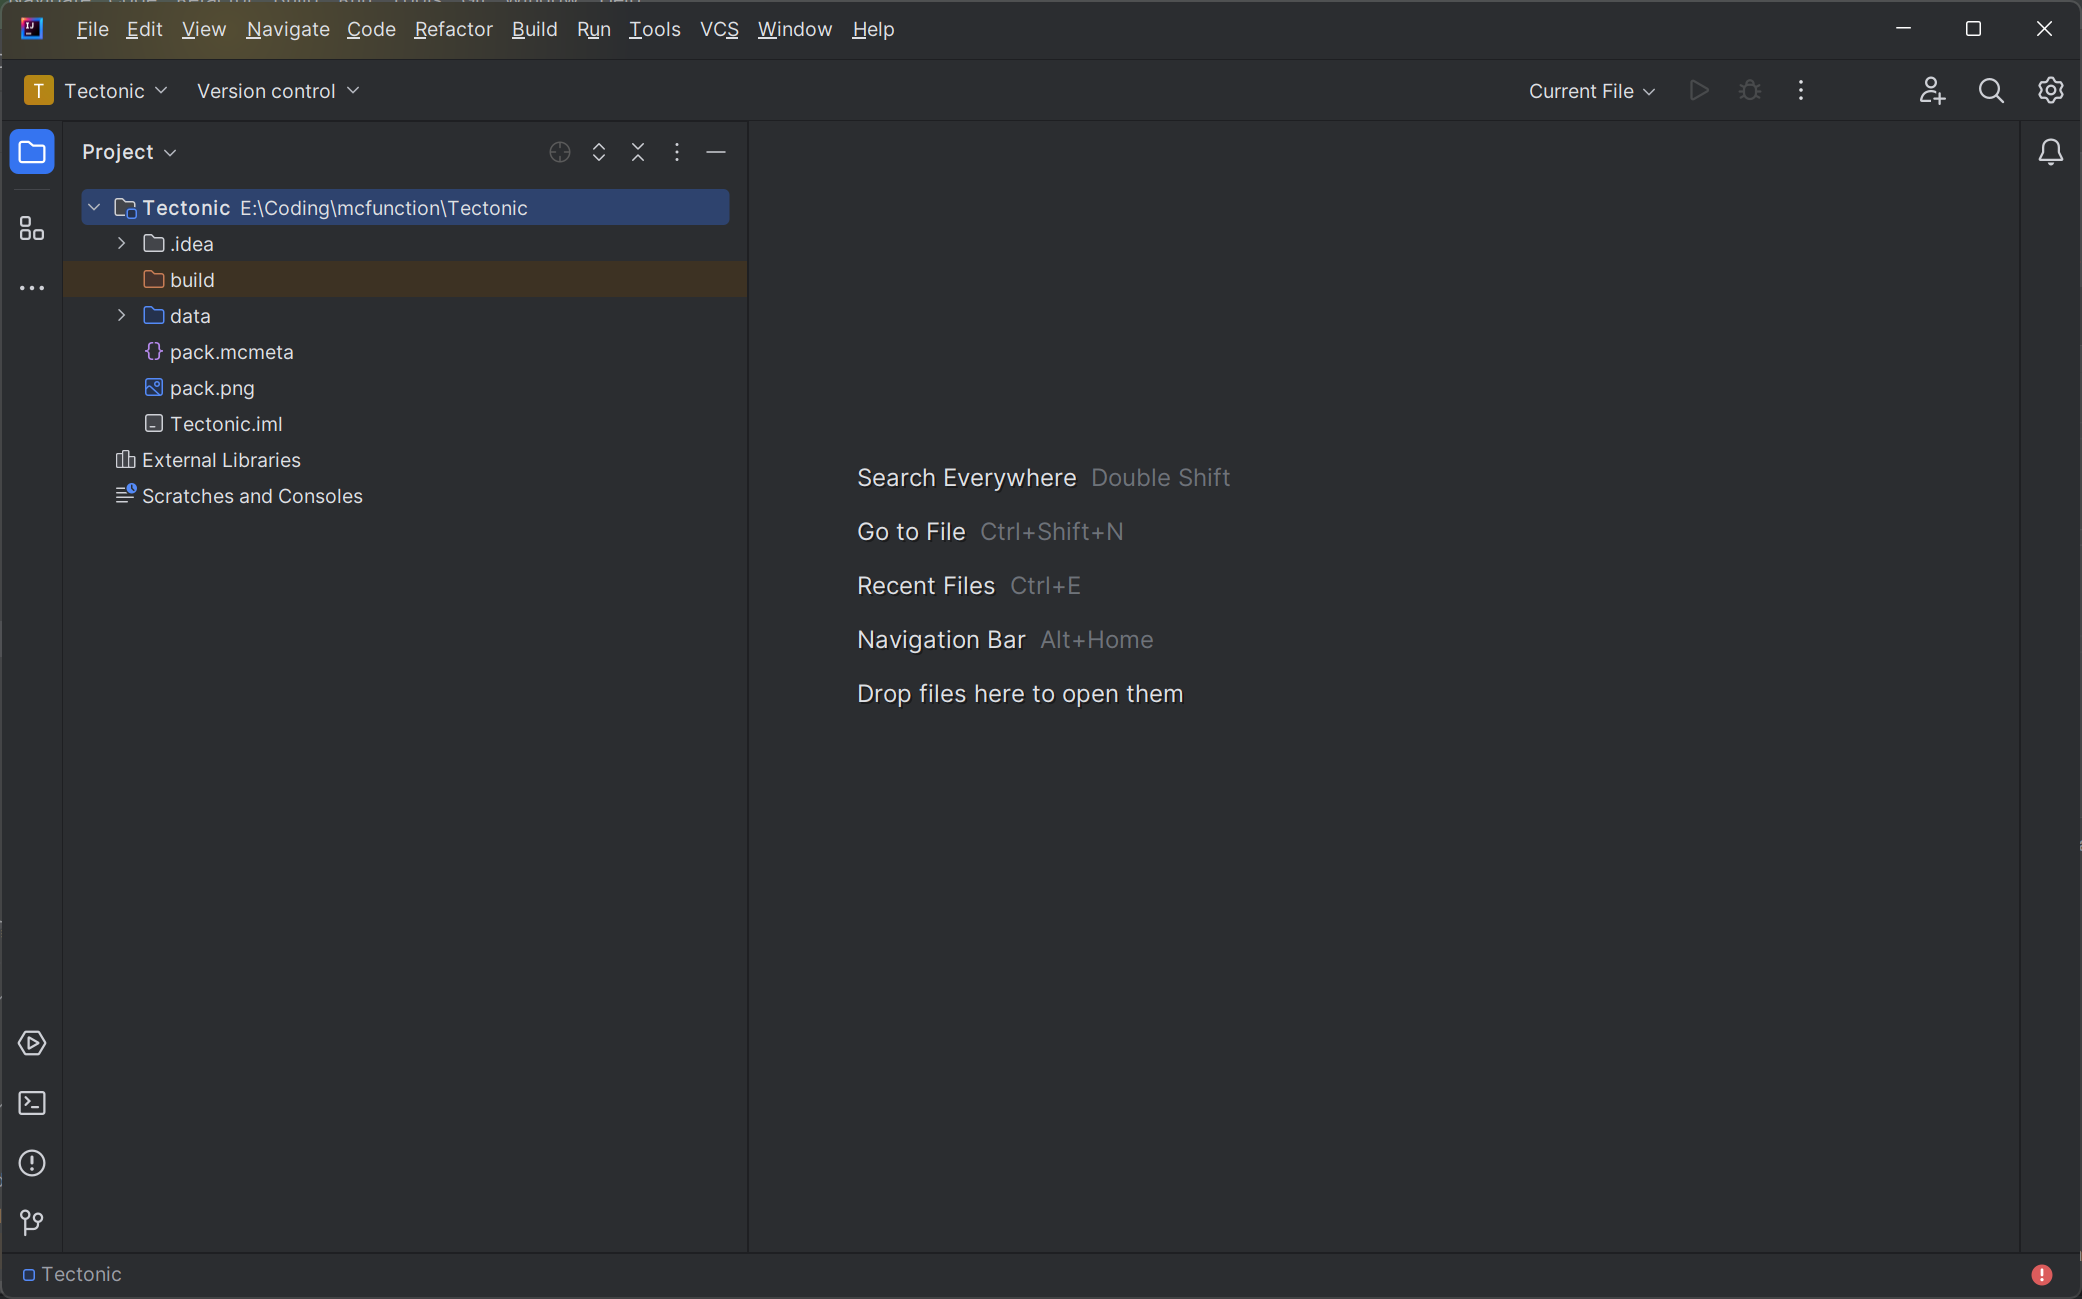 File Edit View Navigate Code Refactor Build Run Tools VCS Window Help
T Tectonic Version control Current File
Project
Tectonic E:\Coding\mcfunction\Tectonic
.idea
build
data
pack.mcmeta
pack.png
Tectonic.iml
External Libraries
Scratches and Consoles
Search Everywhere Double Shift
Go to File Ctrl+Shift+N
Recent Files Ctrl+E
Navigation Bar Alt+Home
Drop files here to open them
Tectonic